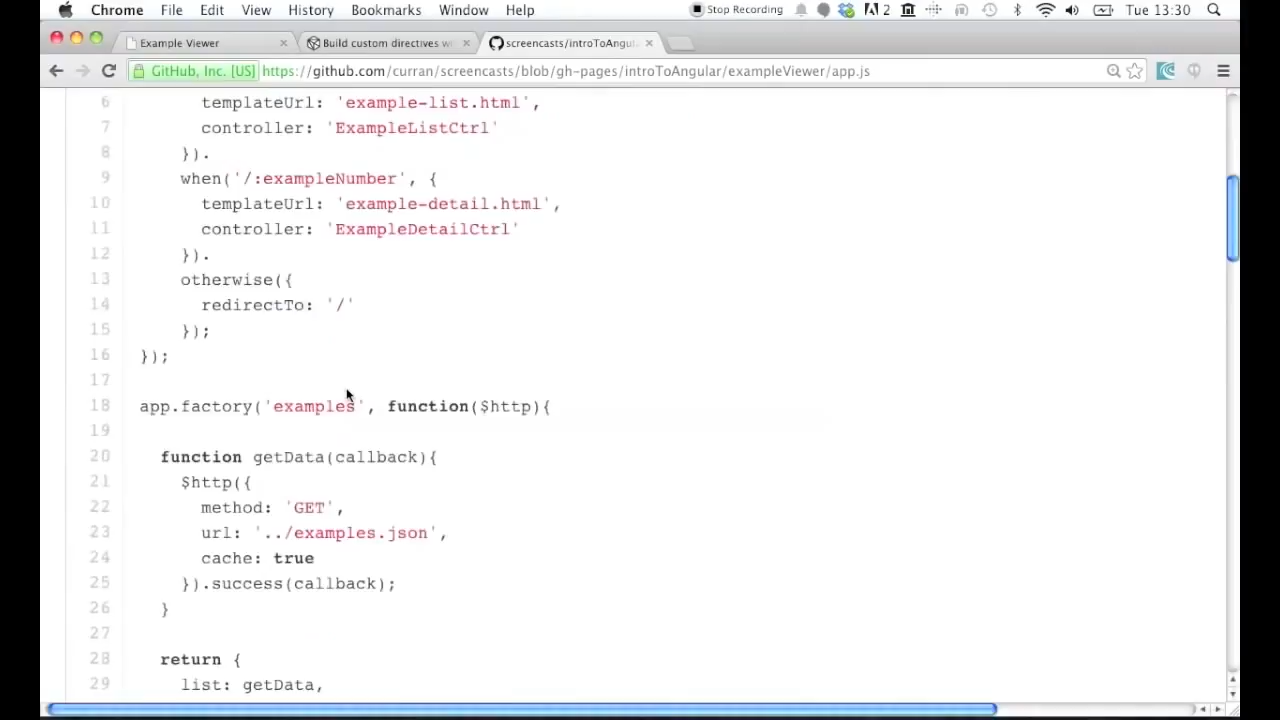 Chrome File Edit View History Bookmarks Window Help Stop Recording 2 Tue 13:30
Example Viewer Build custom directives w screencasts/introToAngul
GitHub, Inc. [US] https://github.com/curran/screencasts/blob/gh-pages/introToAngular/exampleViewer/app.js
6 templateUrl: 'example-list.html',
7 controller: 'ExampleListCtrl'
8 }).
9 when('/:exampleNumber', {
10 templateUrl: 'example-detail.html',
11 controller: 'ExampleDetailCtrl'
12 }).
13 otherwise({
14 redirectTo: '/'
15 });
16 });
17
18 app.factory('examples', function($http){
19
20 function getData(callback){
21 $http({
22 method: 'GET',
23 url: '../examples.json',
24 cache: true
25 }).success(callback);
26 }
27
28 return {
29 list: getData,